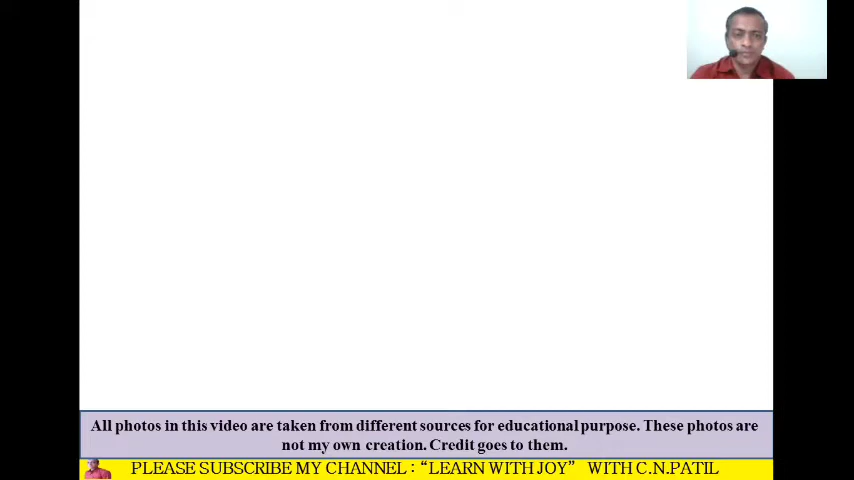 All photos in this video are taken from different sources for educational purpose. These photos are
not my own creation. Credit goes to them.
PLEASE SUBSCRIBE MY CHANNEL : “LEARN WITH JOY” WITH C.N.PATIL